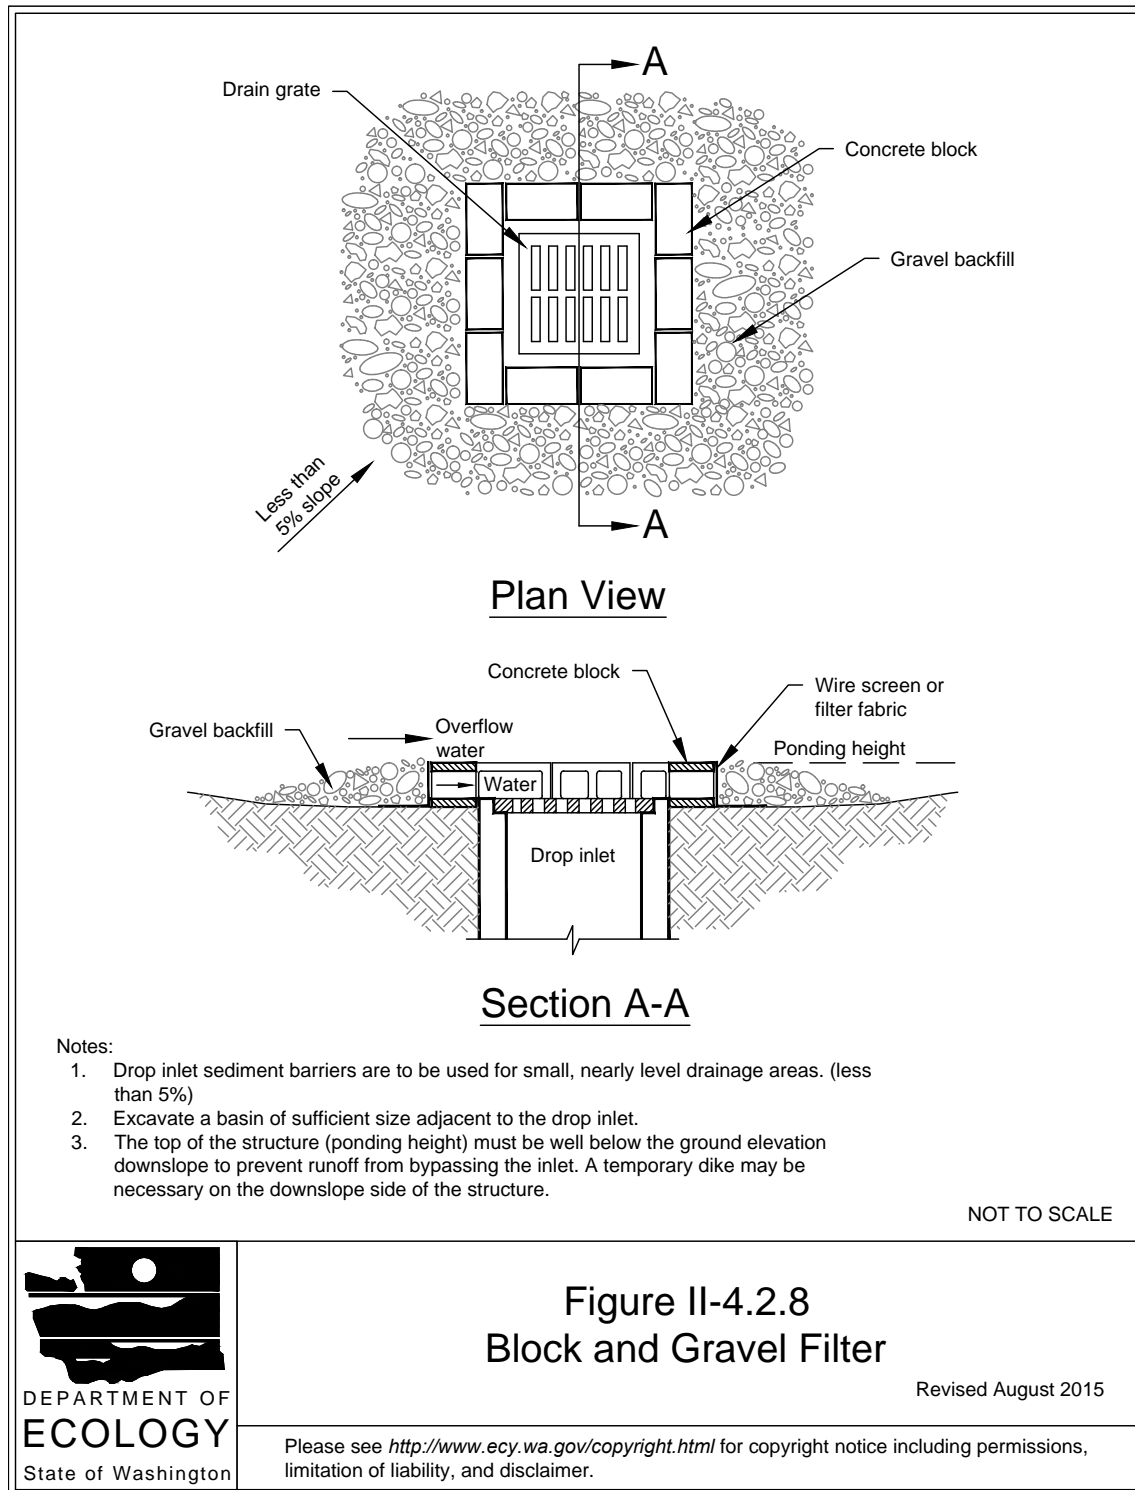 A
Drain grate
Concrete block
Gravel backfill
Less than
5% slope
A
Plan View
Concrete block
Wire screen or
filter fabric
Gravel backfill
Overflow
water
Ponding height
Water
Drop inlet
Section A-A
Notes:
1. Drop inlet sediment barriers are to be used for small, nearly level drainage areas. (less
than 5%)
2. Excavate a basin of sufficient size adjacent to the drop inlet.
3. The top of the structure (ponding height) must be well below the ground elevation
downslope to prevent runoff from bypassing the inlet. A temporary dike may be
necessary on the downslope side of the structure.
NOT TO SCALE
Figure II-4.2.8
Block and Gravel Filter
Revised August 2015
DEPARTMENT OF
ECOLOGY
State of Washington
Please see http://www.ecy.wa.gov/copyright.html for copyright notice including permissions,
limitation of liability, and disclaimer.